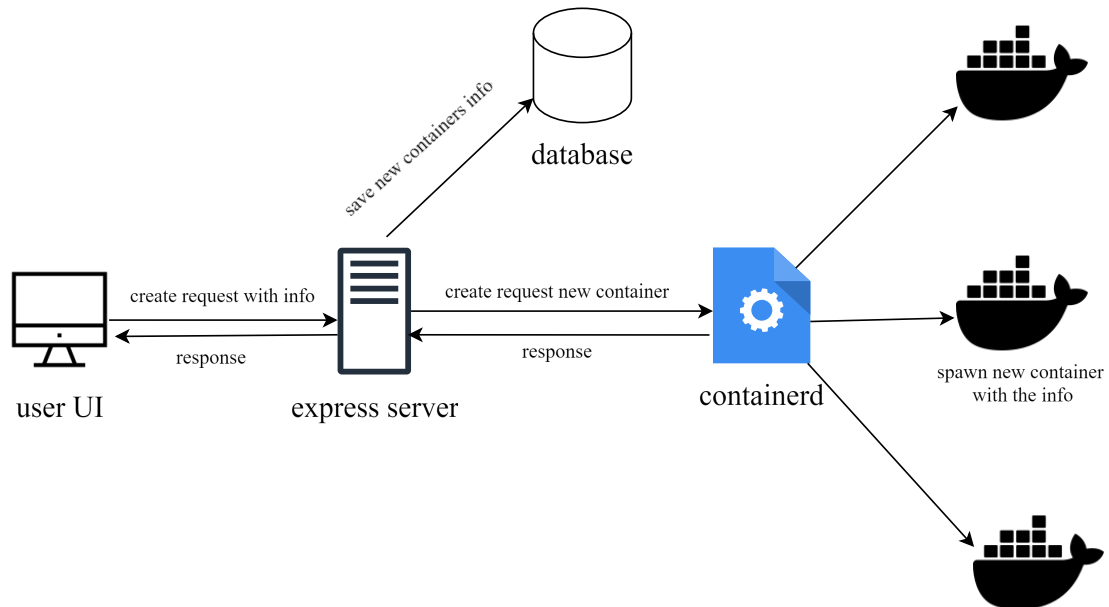 save new containers info
database
create request with info
create request new container
response
response
user UI
express server
containerd
spawn new container
with the info